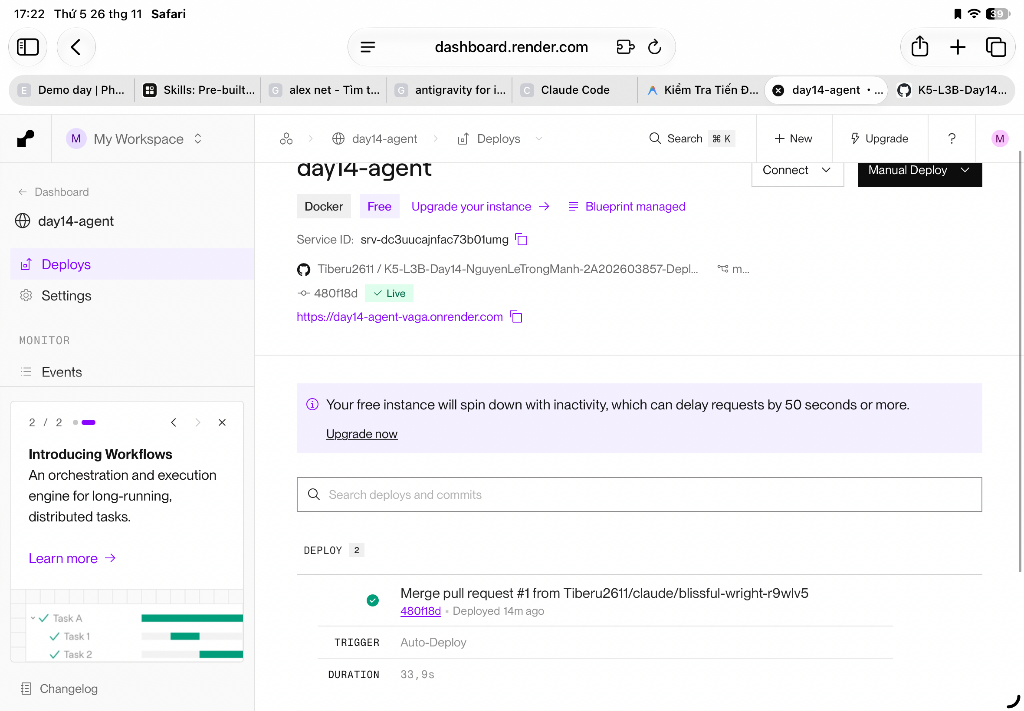 17:22 Thứ 5 26 thg 11 Safari
39
dashboard.render.com
E Demo day | Ph...
Skills: Pre-built...
G alex net - Tìm t...
G antigravity for i...
C Claude Code
Kiểm Tra Tiến Đ...
day14-agent • ...
K5-L3B-Day14...
M My Workspace
day14-agent
Deploys
Search ⌘ K
+ New
Upgrade
?
M
← Dashboard
day14-agent
Deploys
Settings
MONITOR
Events
2 / 2
Introducing Workflows
An orchestration and execution
engine for long-running,
distributed tasks.
Learn more →
Task A
Task 1
Task 2
Changelog
day14-agent
Connect
Manual Deploy
Docker
Free
Upgrade your instance →
Blueprint managed
Service ID: srv-dc3uucajnfac73b01umg
Tiberu2611 / K5-L3B-Day14-NguyenLeTrongManh-2A202603857-Depl...
m...
480f18d
Live
https://day14-agent-vaga.onrender.com
Your free instance will spin down with inactivity, which can delay requests by 50 seconds or more.
Upgrade now
Search deploys and commits
DEPLOY 2
Merge pull request #1 from Tiberu2611/claude/blissful-wright-r9wlv5
480f18d • Deployed 14m ago
TRIGGER Auto-Deploy
DURATION 33,9s